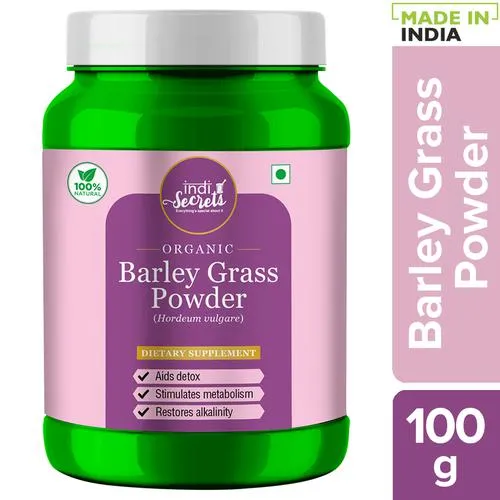 MADE IN
INDIA
100%
NATURAL
indi
Secrets
Everything's special about it
ORGANIC
Barley Grass
Powder
(Hordeum vulgare)
DIETARY SUPPLEMENT
Aids detox
Stimulates metabolism
Restores alkalinity
Barley Grass
Powder
100
g